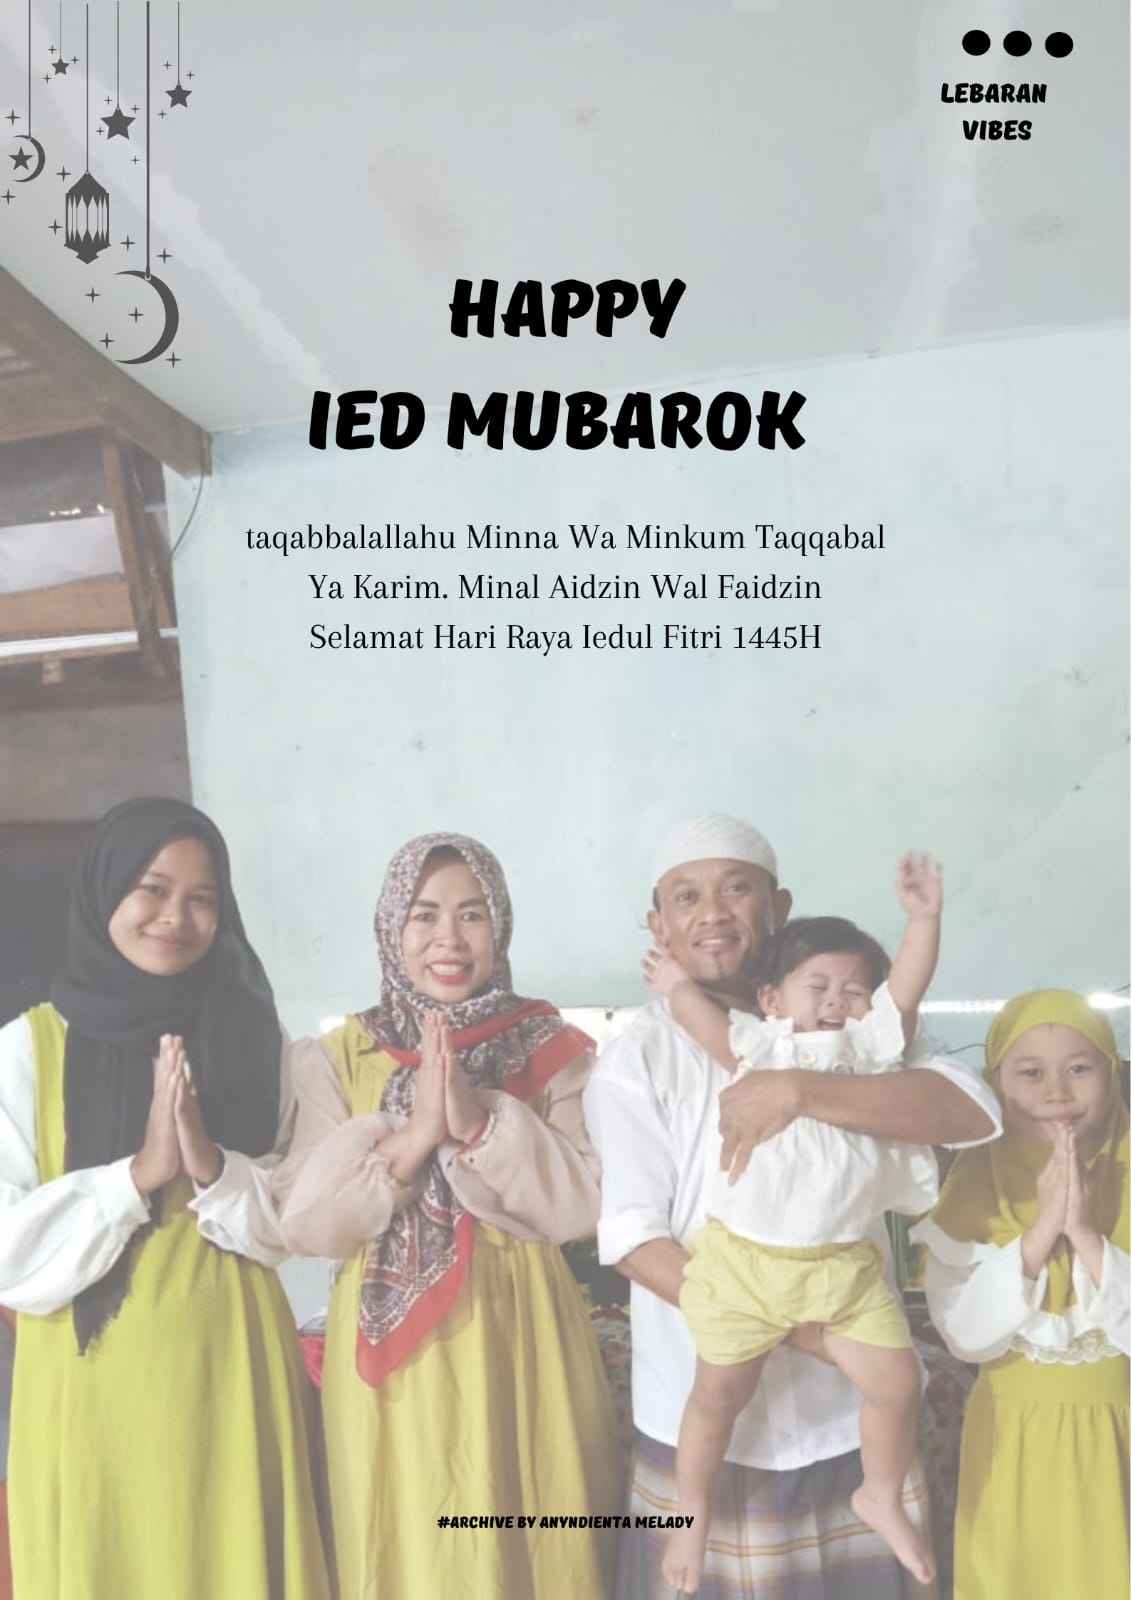 LEBARAN
VIBES
HAPPY
IED MUBAROK
taqabbalallahu Minna Wa Minkum Taqqabal
Ya Karim. Minal Aidzin Wal Faidzin
Selamat Hari Raya Iedul Fitri 1445H
#ARCHIVE BY ANYNDIENTA MELADY